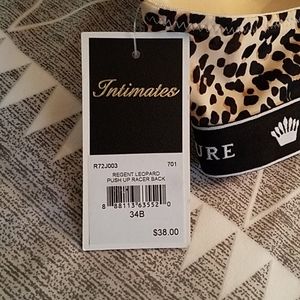 Intimates
R72J003 701
REGENT LEOPARD
PUSH UP RACER BACK
8 88113 63552 0
34B
$38.00
URE